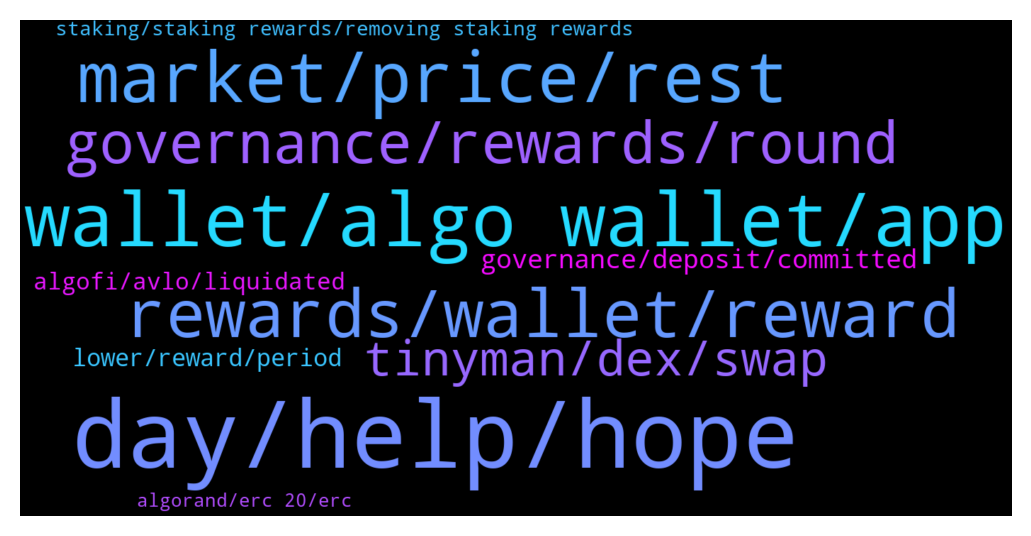 staking/staking rewards/removing staking rewards
market/price/rest
governance/rewards/round
wallet/algo wallet/app
governance/deposit/committed
algofi/avlo/liquidated
rewards/wallet/reward
tinyman/dex/swap
lower/reward/period
day/help/hope
algorand/erc 20/erc